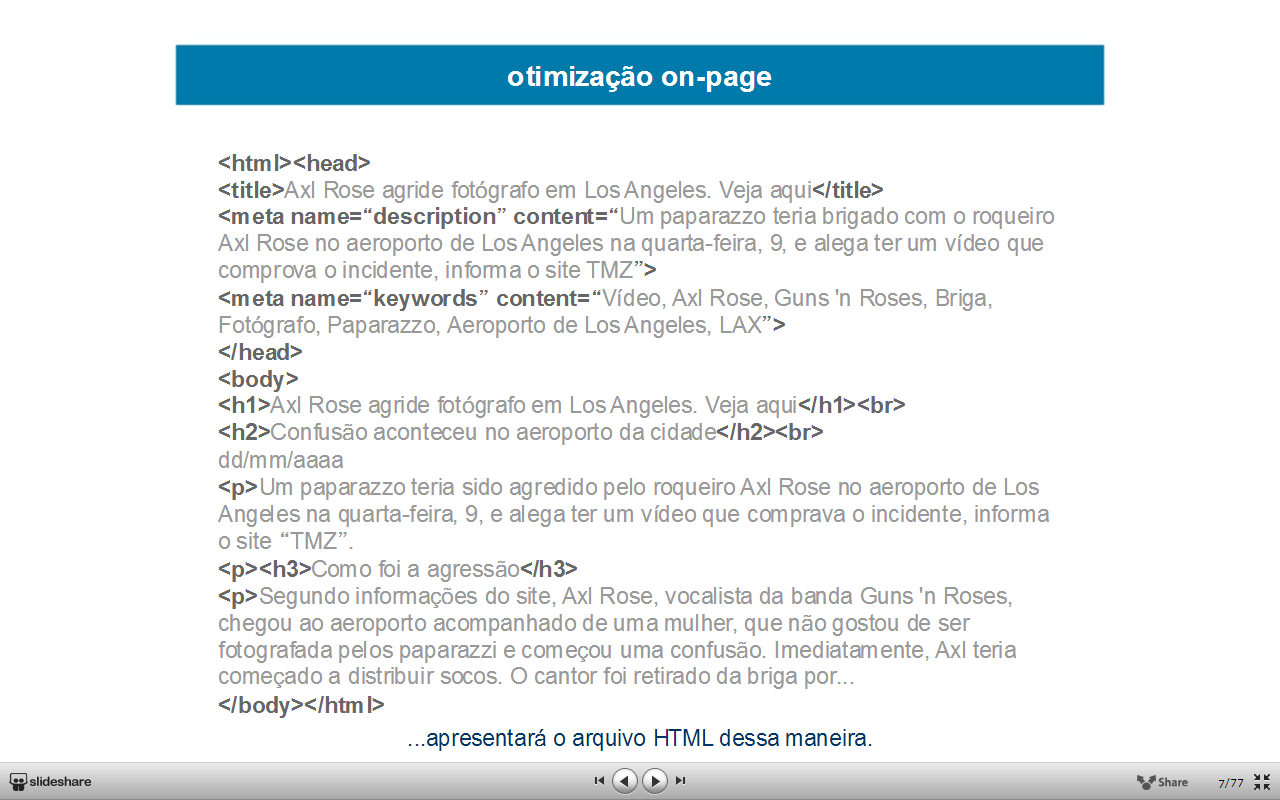 otimização on-page
<html><head>
<title>Axl Rose agride fotógrafo em Los Angeles. Veja aqui</title>
<meta name=“description” content=“Um paparazzo teria brigado com o roqueiro
Axl Rose no aeroporto de Los Angeles na quarta-feira, 9, e alega ter um vídeo que
comprova o incidente, informa o site TMZ”>
<meta name=“keywords” content=“Vídeo, Axl Rose, Guns 'n Roses, Briga,
Fotógrafo, Paparazzo, Aeroporto de Los Angeles, LAX”>
</head>
<body>
<h1>Axl Rose agride fotógrafo em Los Angeles. Veja aqui</h1><br>
<h2>Confusão aconteceu no aeroporto da cidade</h2><br>
dd/mm/aaaa
<p>Um paparazzo teria sido agredido pelo roqueiro Axl Rose no aeroporto de Los
Angeles na quarta-feira, 9, e alega ter um vídeo que comprava o incidente, informa
o site “TMZ”.
<p><h3>Como foi a agressão</h3>
<p>Segundo informações do site, Axl Rose, vocalista da banda Guns 'n Roses,
chegou ao aeroporto acompanhado de uma mulher, que não gostou de ser
fotografada pelos paparazzi e começou uma confusão. Imediatamente, Axl teria
começado a distribuir socos. O cantor foi retirado da briga por...
</body></html>
...apresentará o arquivo HTML dessa maneira.
slideshare
Share
7/77